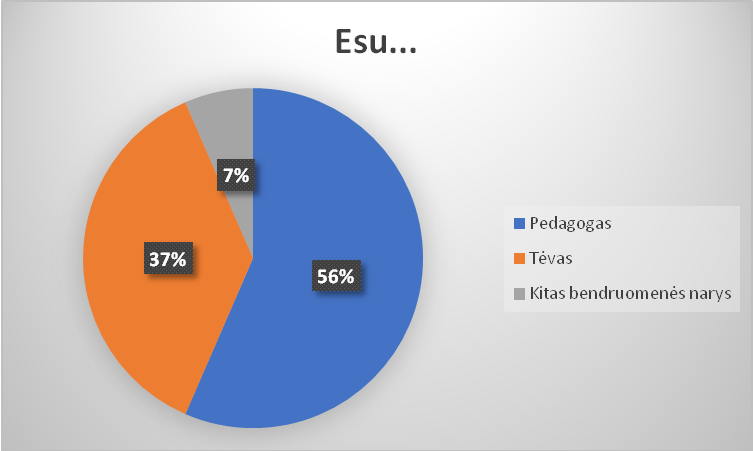 Esu...
7%
37%
56%
Pedagogas
Tėvas
Kitas bendruomenės narys